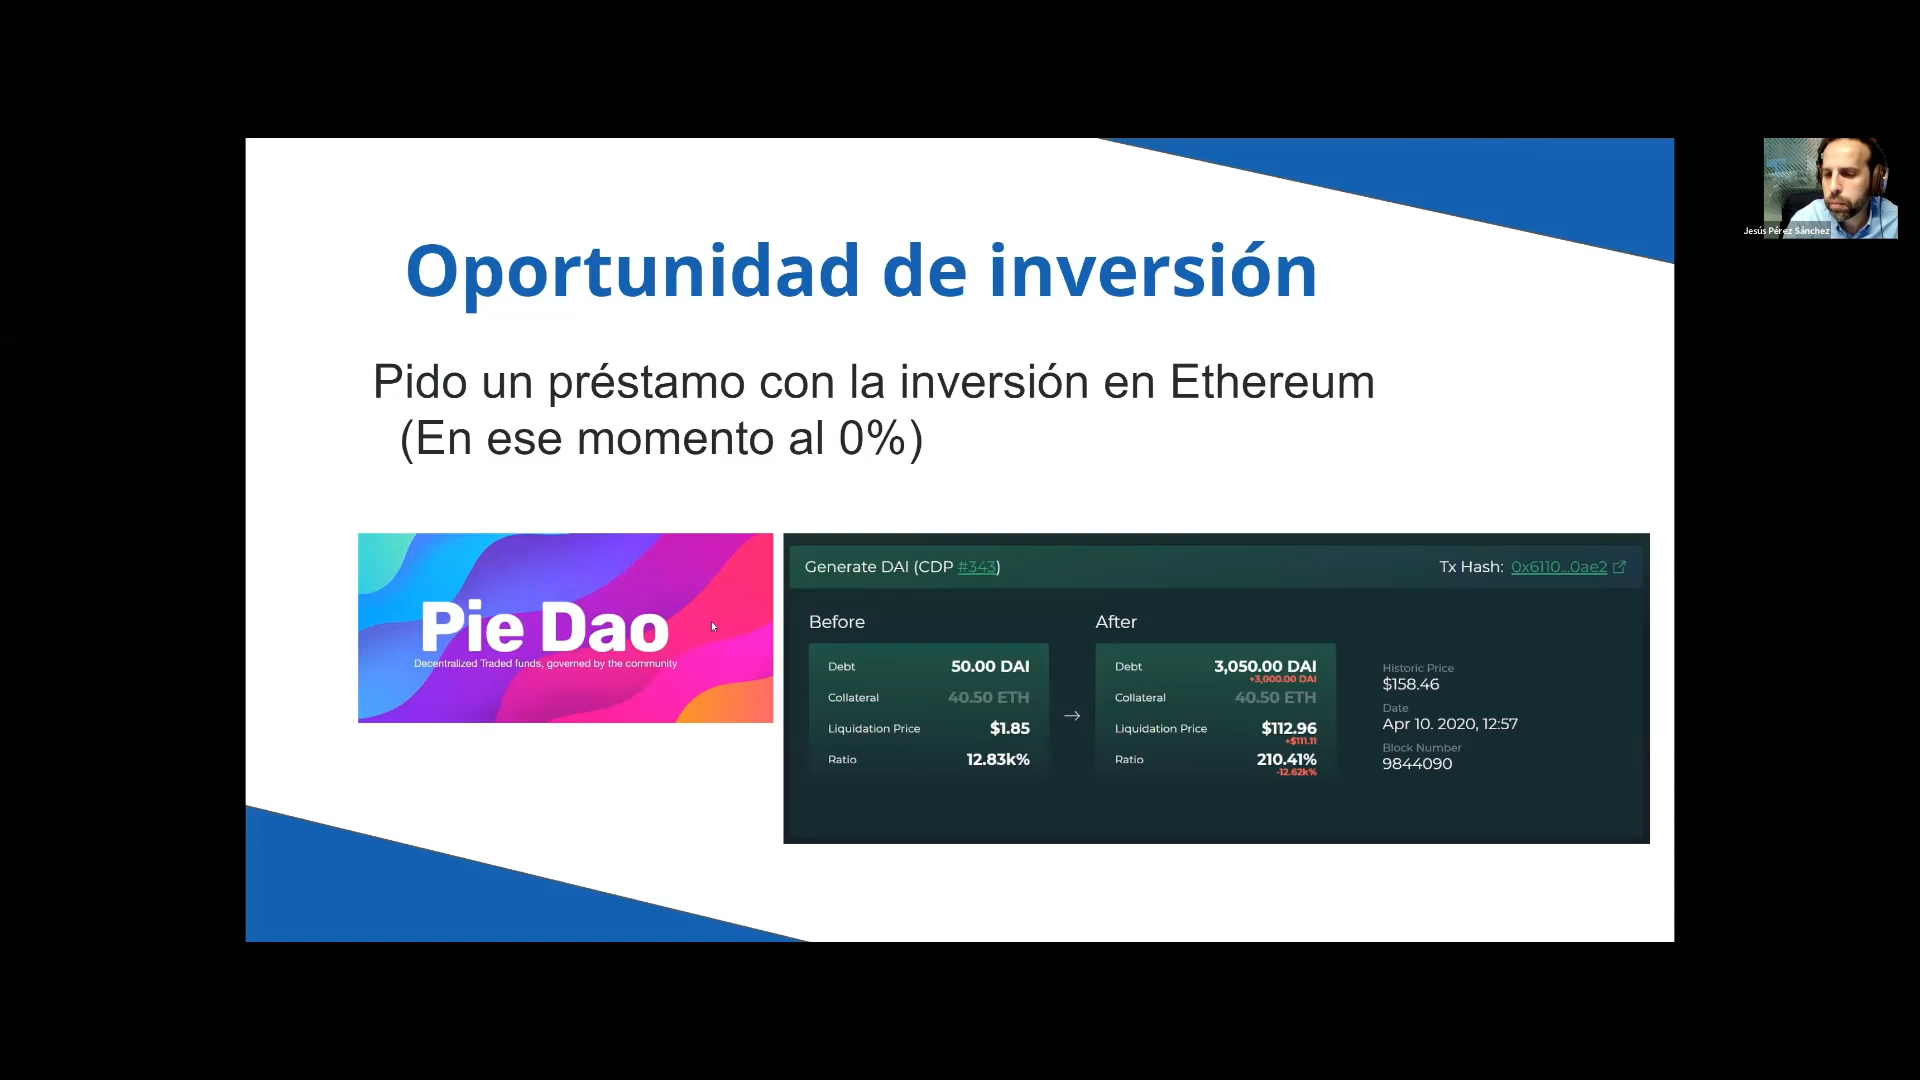 Oportunidad de inversión
Pido un préstamo con la inversión en Ethereum
(En ese momento al 0%)
Pie Dao
Decentralized Traded funds, governed by the community
Generate DAI (CDP #343)
Tx Hash: 0x6110...0ae2
Before
Debt 50.00 DAI
Collateral 40.50 ETH
Liquidation Price $1.85
Ratio 12.83k%
After
Debt 3,050.00 DAI
+3,000.00 DAI
Collateral 40.50 ETH
Liquidation Price $112.96
+$111.11
Ratio 210.41%
-12.62k%
Historic Price
$158.46
Date
Apr 10. 2020, 12:57
Block Number
9844090
Jesús Pérez Sánchez